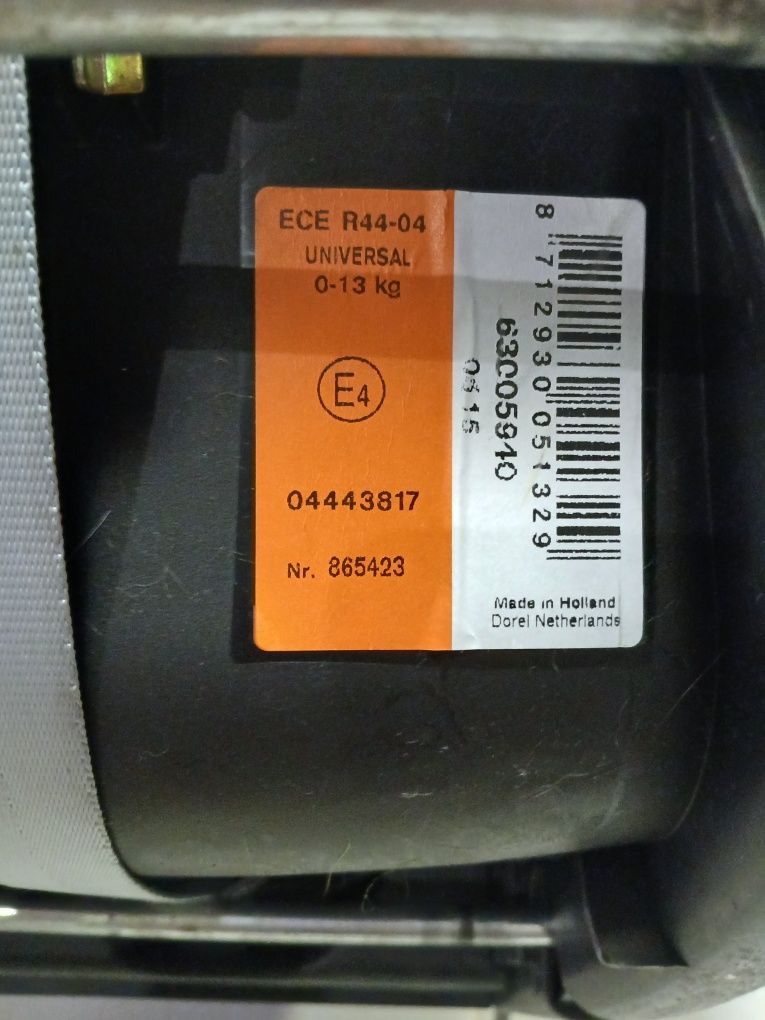 ECE R44-04
UNIVERSAL
0-13 kg
E4
04443817
Nr. 865423
8 712930 051329
63005910
0615
Made in Holland
Dorel Netherlands